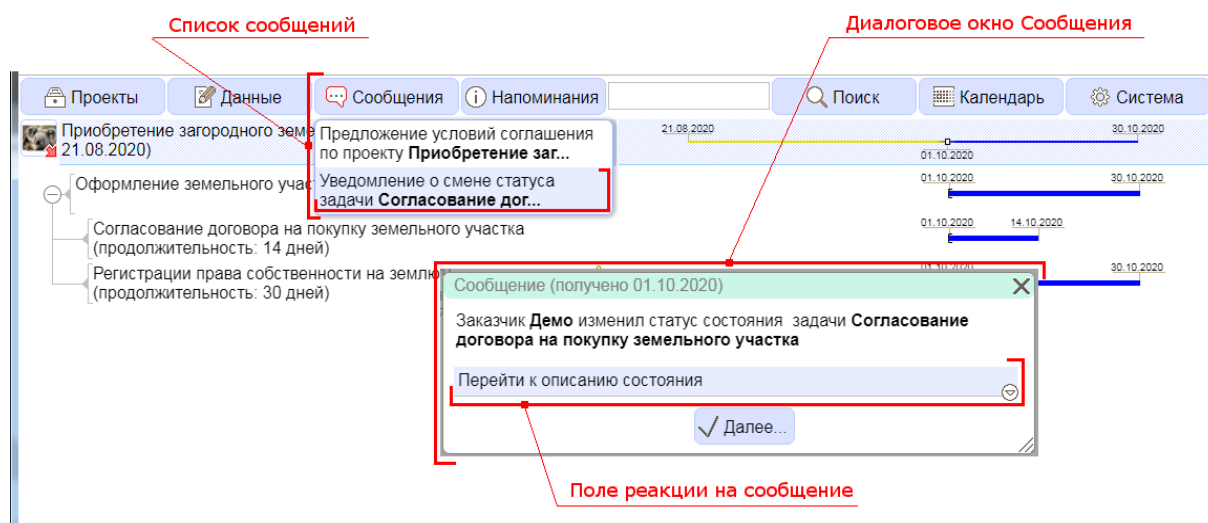 Список сообщений
Диалоговое окно Сообщения
Проекты
Данные
Сообщения
Напоминания
Поиск
Календарь
Система
Приобретение загородного земе
21.08.2020)
Предложение условий соглашения
по проекту Приобретение заг...
Уведомление о смене статуса
задачи Согласование дог...
21.08.2020
30.10.2020
01.10.2020
Оформление земельного учас
01.10.2020
30.10.2020
Согласование договора на покупку земельного участка
(продолжительность: 14 дней)
01.10.2020
14.10.2020
Регистрации права собственности на землю
(продолжительность: 30 дней)
01.10.2020
30.10.2020
Сообщение (получено 01.10.2020)
Заказчик Демо изменил статус состояния задачи Согласование
договора на покупку земельного участка
Перейти к описанию состояния
Далее...
Поле реакции на сообщение